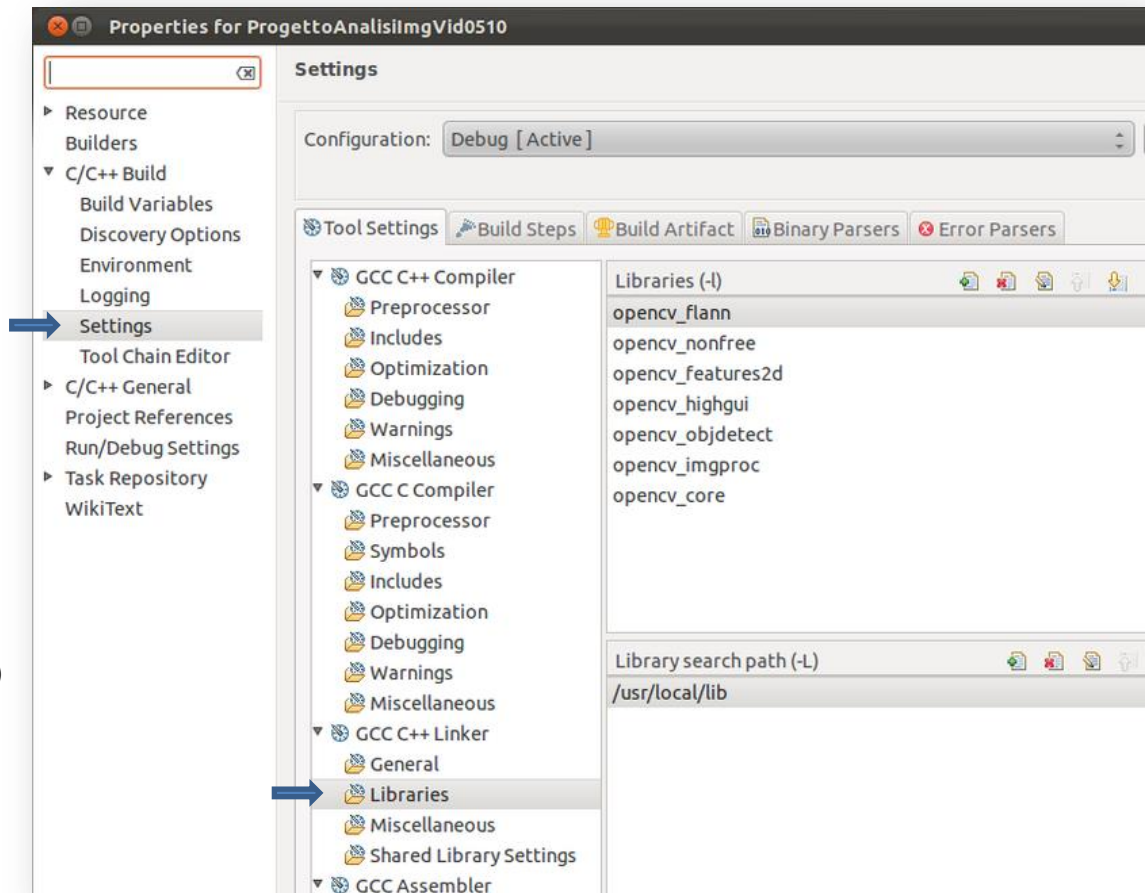 Properties for ProgettoAnalisiImgVid0510
Settings
Resource
Builders
C/C++ Build
Build Variables
Discovery Options
Environment
Logging
Settings
Tool Chain Editor
C/C++ General
Project References
Run/Debug Settings
Task Repository
WikiText
Configuration: Debug [ Active ]
Tool Settings Build Steps Build Artifact Binary Parsers Error Parsers
GCC C++ Compiler
Preprocessor
Includes
Optimization
Debugging
Warnings
Miscellaneous
GCC C Compiler
Preprocessor
Symbols
Includes
Optimization
Debugging
Warnings
Miscellaneous
GCC C++ Linker
General
Libraries
Miscellaneous
Shared Library Settings
GCC Assembler
Libraries (-l)
opencv_flann
opencv_nonfree
opencv_features2d
opencv_highgui
opencv_objdetect
opencv_imgproc
opencv_core
Library search path (-L)
/usr/local/lib
)